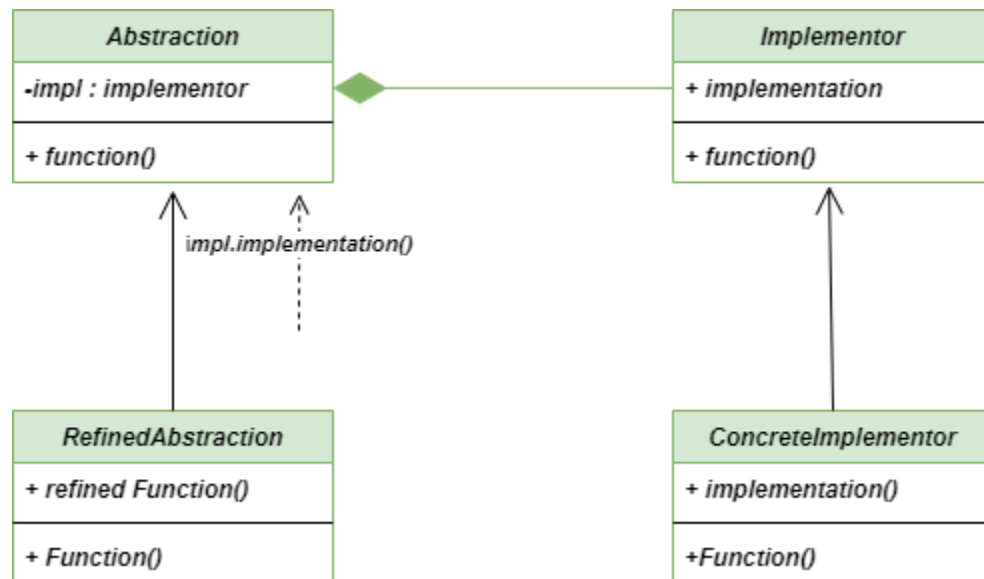 Abstraction
-impl : implementor
+ function()
Implementor
+ implementation
+ function()
impl.implementation()
RefinedAbstraction
+ refined Function()
+ Function()
ConcreteImplementor
+ implementation()
+Function()